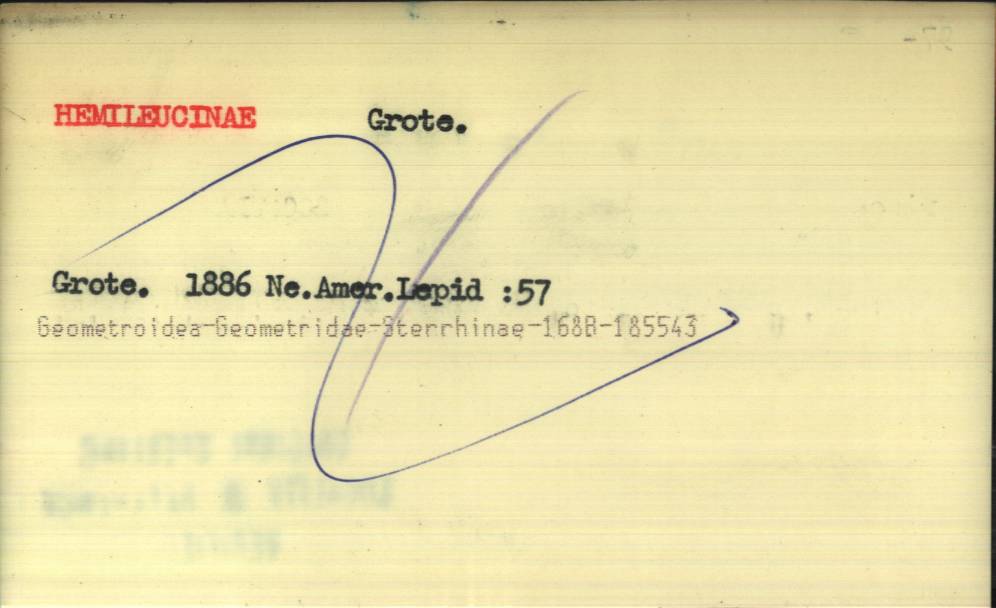 HEMILEUCINAE Grote.
Grote. 1886 Ne.Amer.Lepid :57
Geometroidea-Geometridae-Sterrhinae-168B-185543